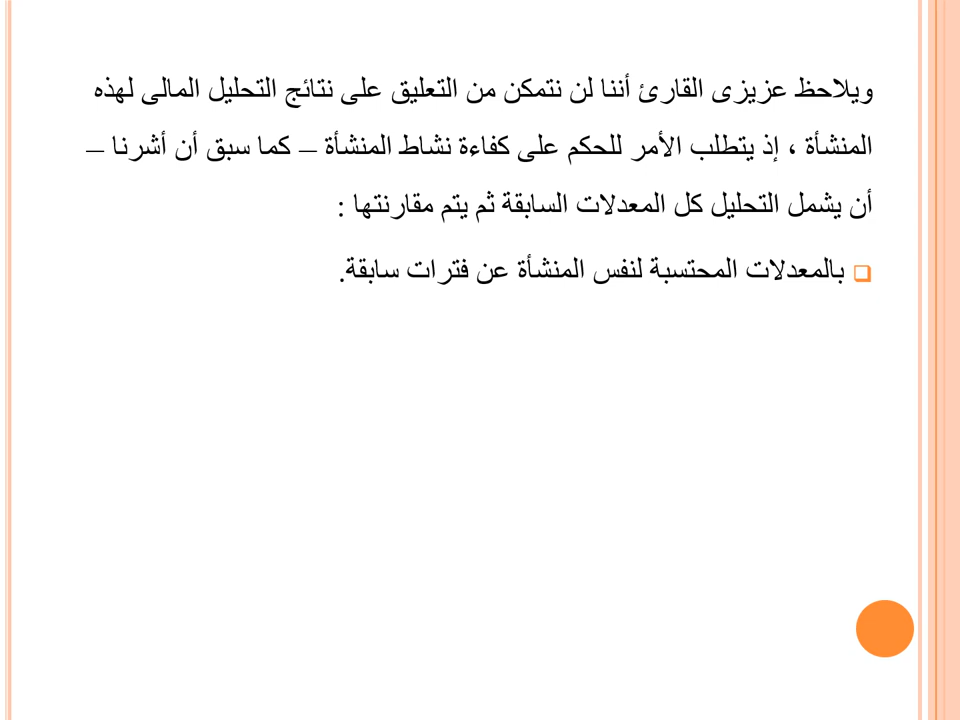 ويلاحظ عزيزى القارئ أننا لن نتمكن من التعليق على نتائج التحليل المالى لهذه
المنشأة ، إذ يتطلب الأمر للحكم على كفاءة نشاط المنشأة – كما سبق أن أشرنا –
أن يشمل التحليل كل المعدلات السابقة ثم يتم مقارنتها :
بالمعدلات المحتسبة لنفس المنشأة عن فترات سابقة.